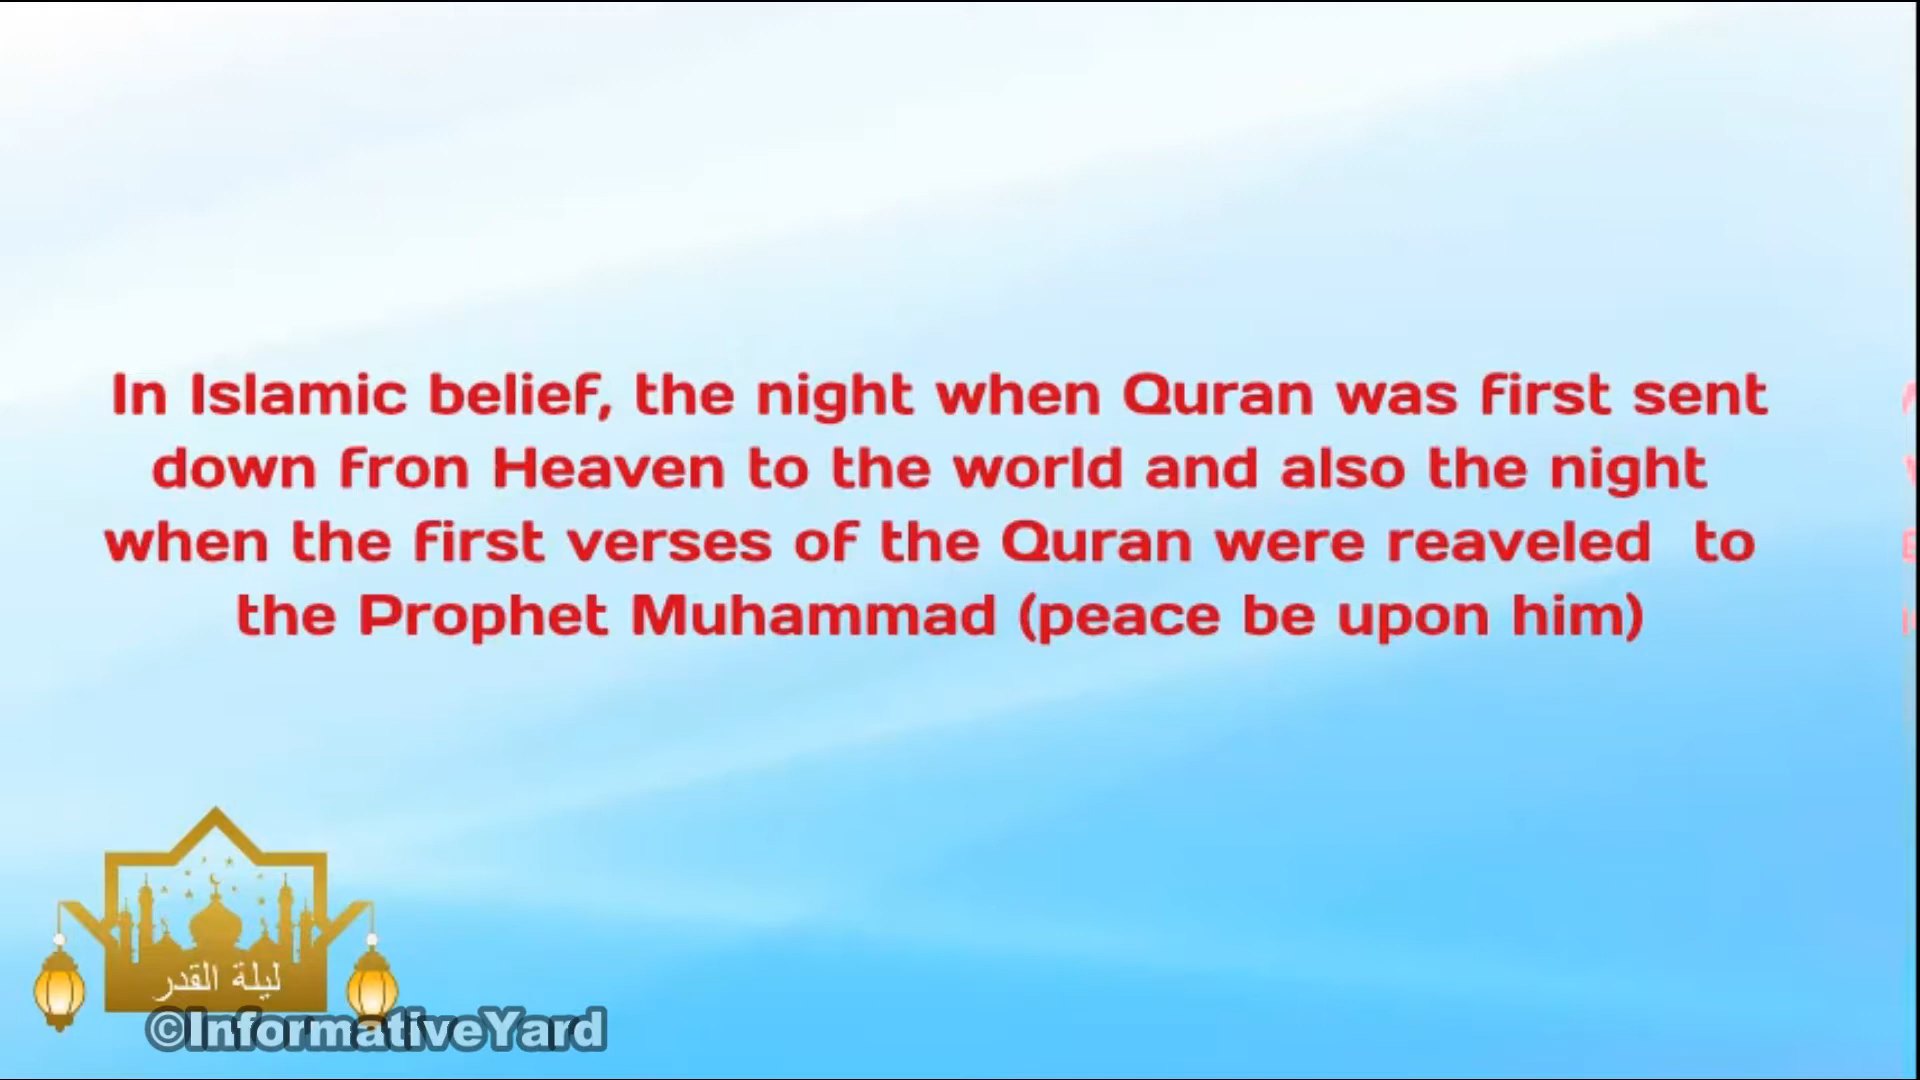 In Islamic belief, the night when Quran was first sent
down fron Heaven to the world and also the night
when the first verses of the Quran were reaveled to
the Prophet Muhammad (peace be upon him)
ليلة القدر
©InformativeYard